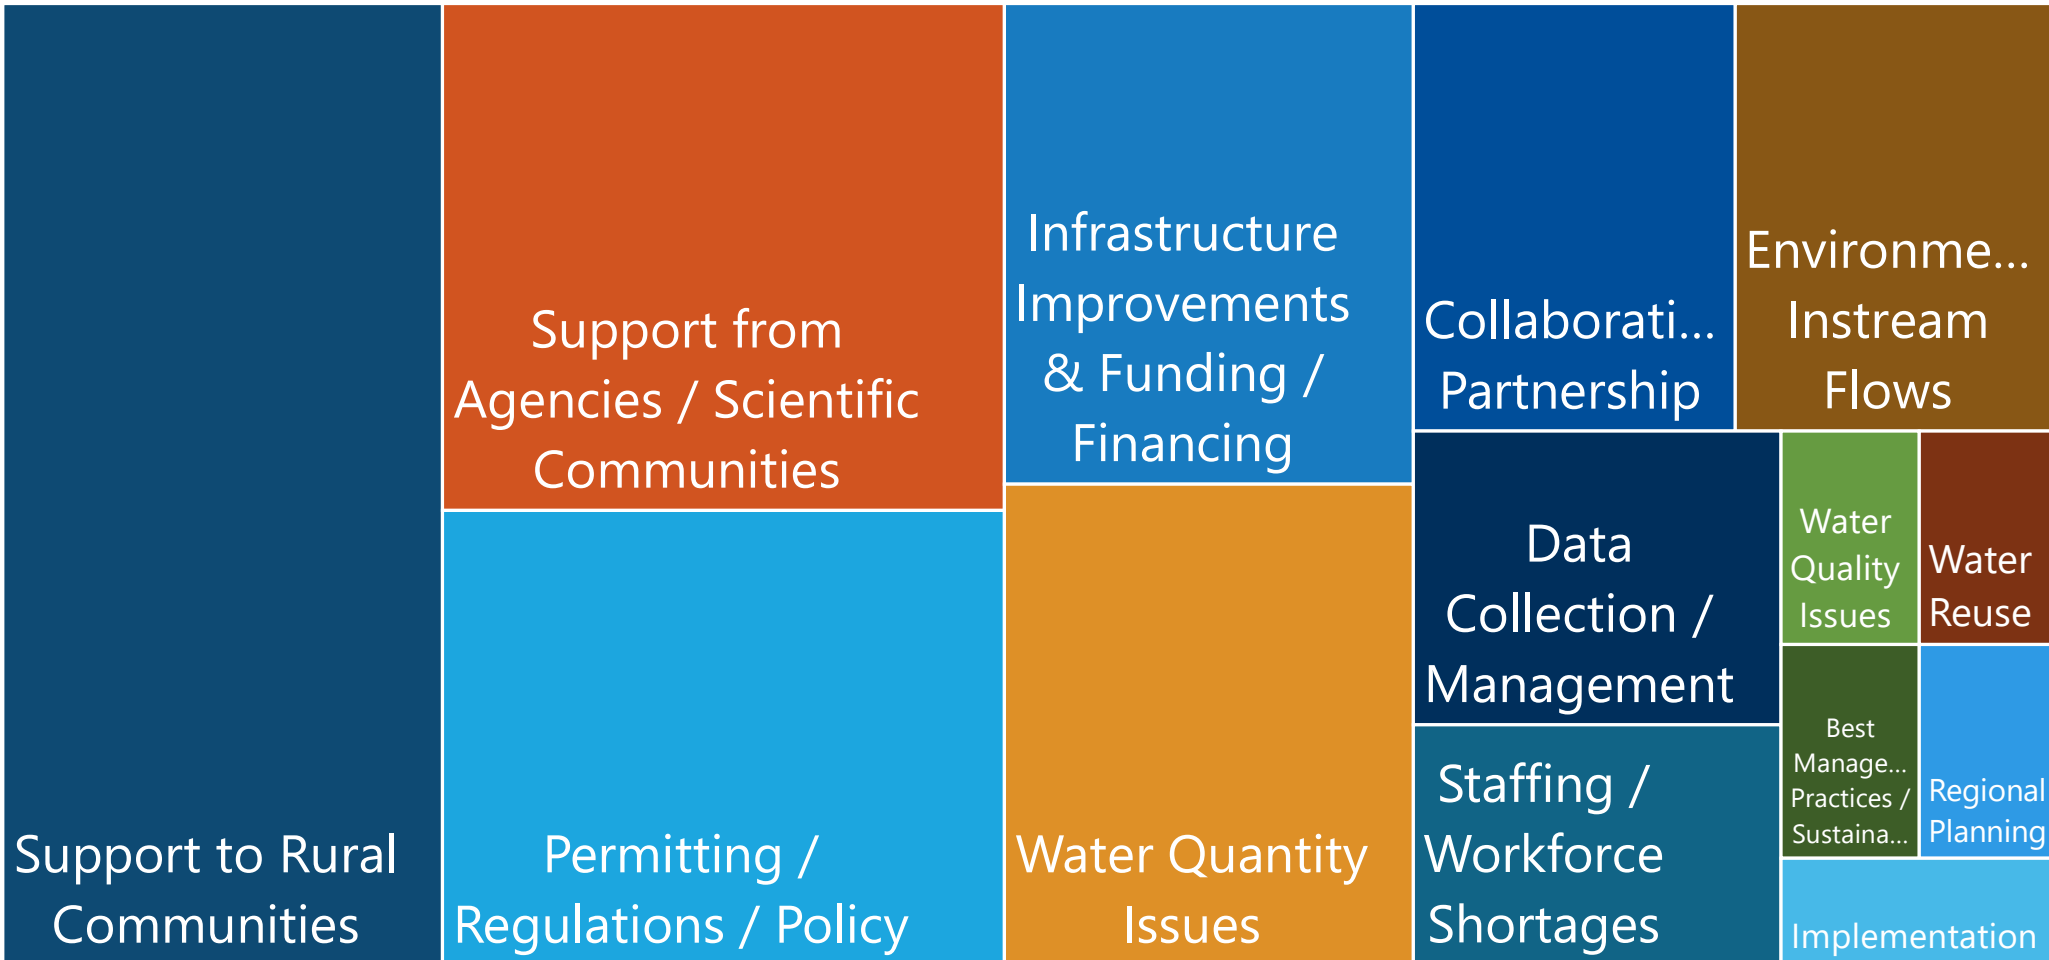 Support to Rural
Communities
Support from
Agencies / Scientific
Communities
Permitting /
Regulations / Policy
Infrastructure
Improvements
& Funding /
Financing
Water Quantity
Issues
Collaborati...
Partnership
Environme...
Instream
Flows
Data
Collection /
Management
Staffing /
Workforce
Shortages
Water
Quality
Issues
Water
Reuse
Best
Manage...
Practices /
Sustaina...
Regional
Planning
Implementation